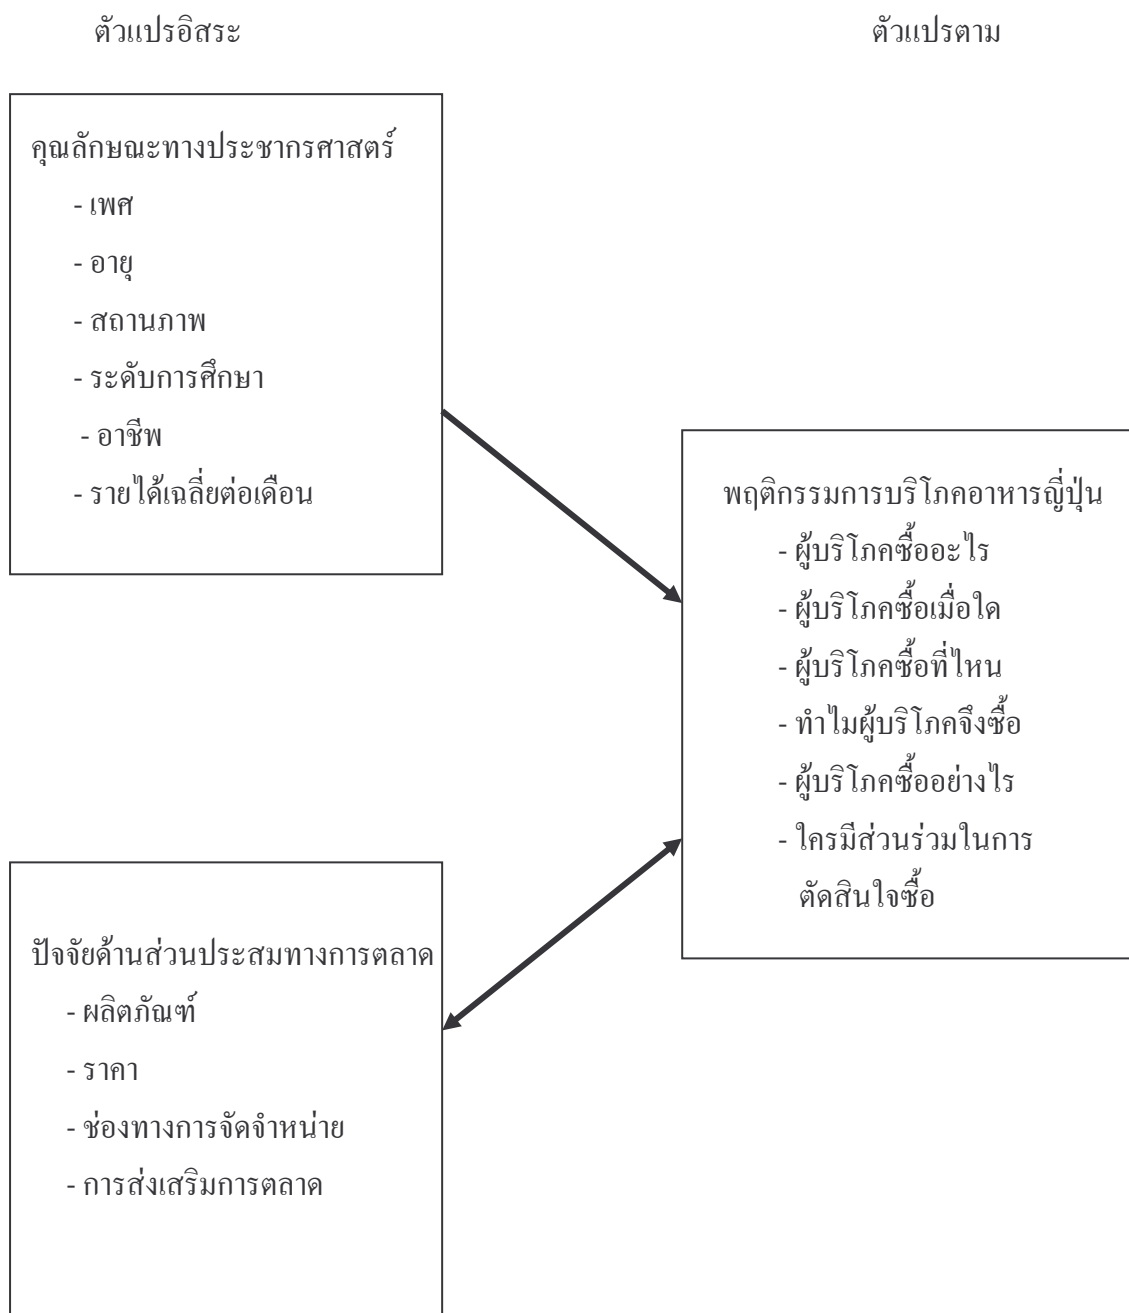 ตัวแปรอิสระ
ตัวแปรตาม
คุณลักษณะทางประชากรศาสตร์
- เพศ
- อายุ
- สถานภาพ
- ระดับการศึกษา
- อาชีพ
- รายได้เฉลี่ยต่อเดือน
พฤติกรรมการบริโภคอาหารญี่ปุ่น
- ผู้บริโภคซื้ออะไร
- ผู้บริโภคซื้อเมื่อใด
- ผู้บริโภคซื้อที่ไหน
- ทำไมผู้บริโภคจึงซื้อ
- ผู้บริโภคซื้ออย่างไร
- ใครมีส่วนร่วมในการ
ตัดสินใจซื้อ
ปัจจัยด้านส่วนประสมทางการตลาด
- ผลิตภัณฑ์
- ราคา
- ช่องทางการจัดจำหน่าย
- การส่งเสริมการตลาด